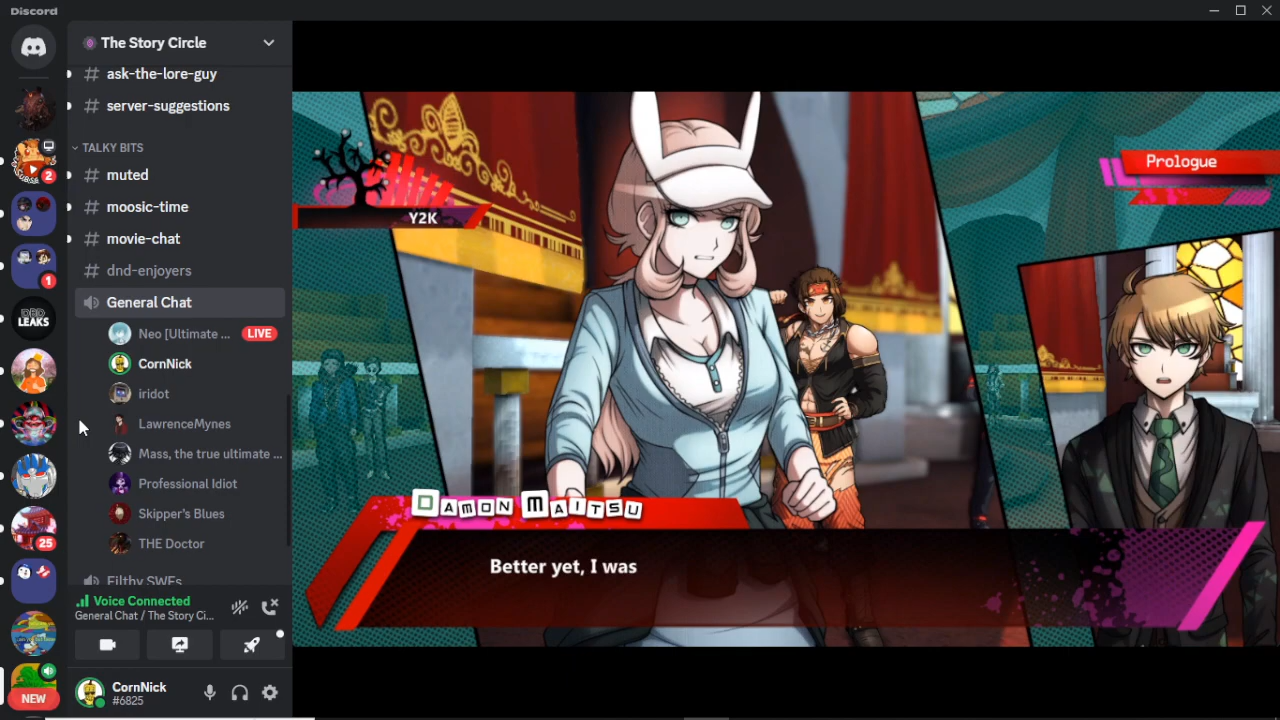 Discord
The Story Circle
# ask-the-lore-guy
# server-suggestions
TALKY BITS
# muted
# moosic-time
# movie-chat
# dnd-enjoyers
General Chat
Neo [Ultimate ...
LIVE
CornNick
iridot
LawrenceMynes
Mass, the true ultimate ...
Professional Idiot
Skipper's Blues
THE Doctor
Filthy SWFs
Voice Connected
General Chat / The Story Ci...
CornNick
#6825
2
1
DBD
LEAKS
25
NEW
Y2K
Prologue
DAMON MAITSU
Better yet, I was